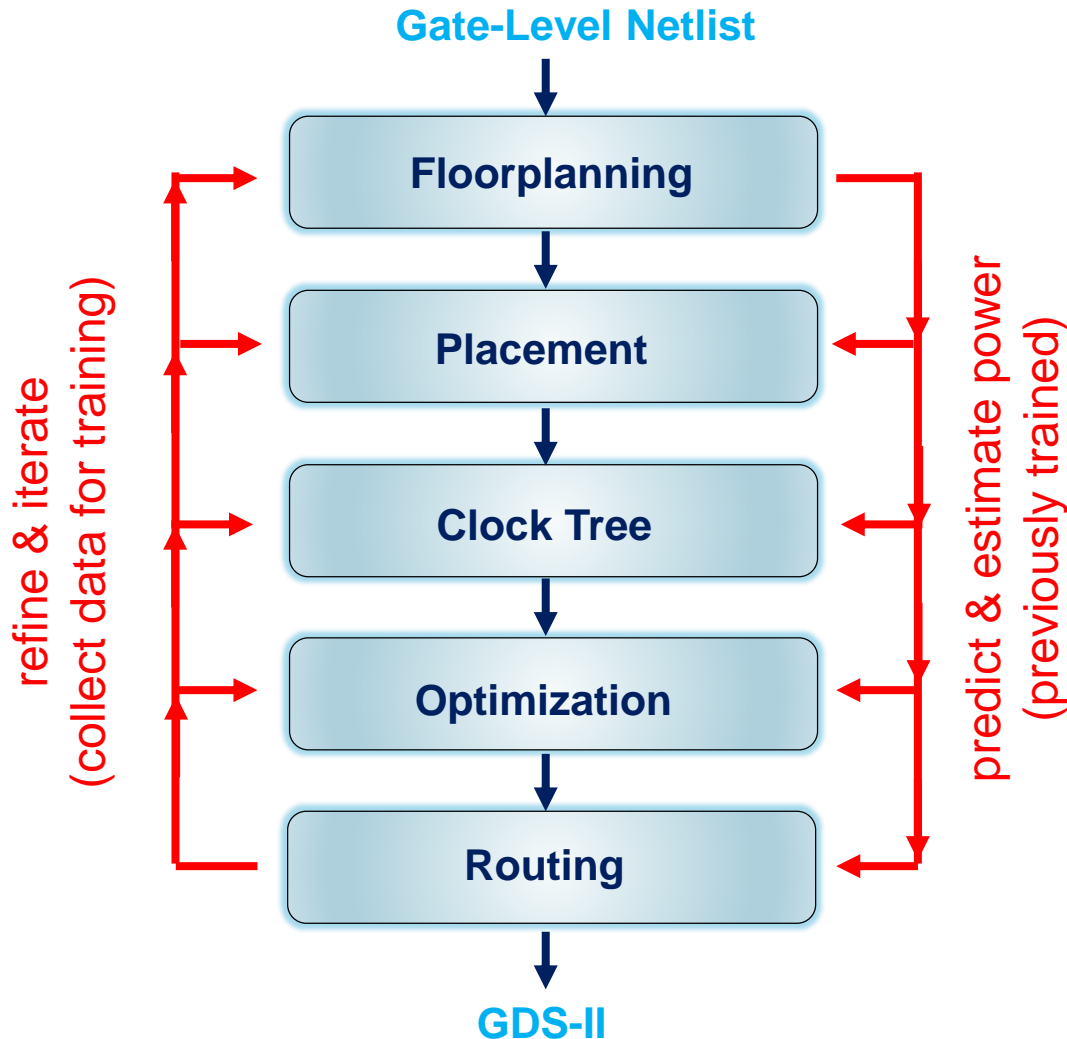 Gate-Level Netlist
Floorplanning
Placement
Clock Tree
Optimization
Routing
GDS-II
refine & iterate
(collect data for training)
predict & estimate power
(previously trained)